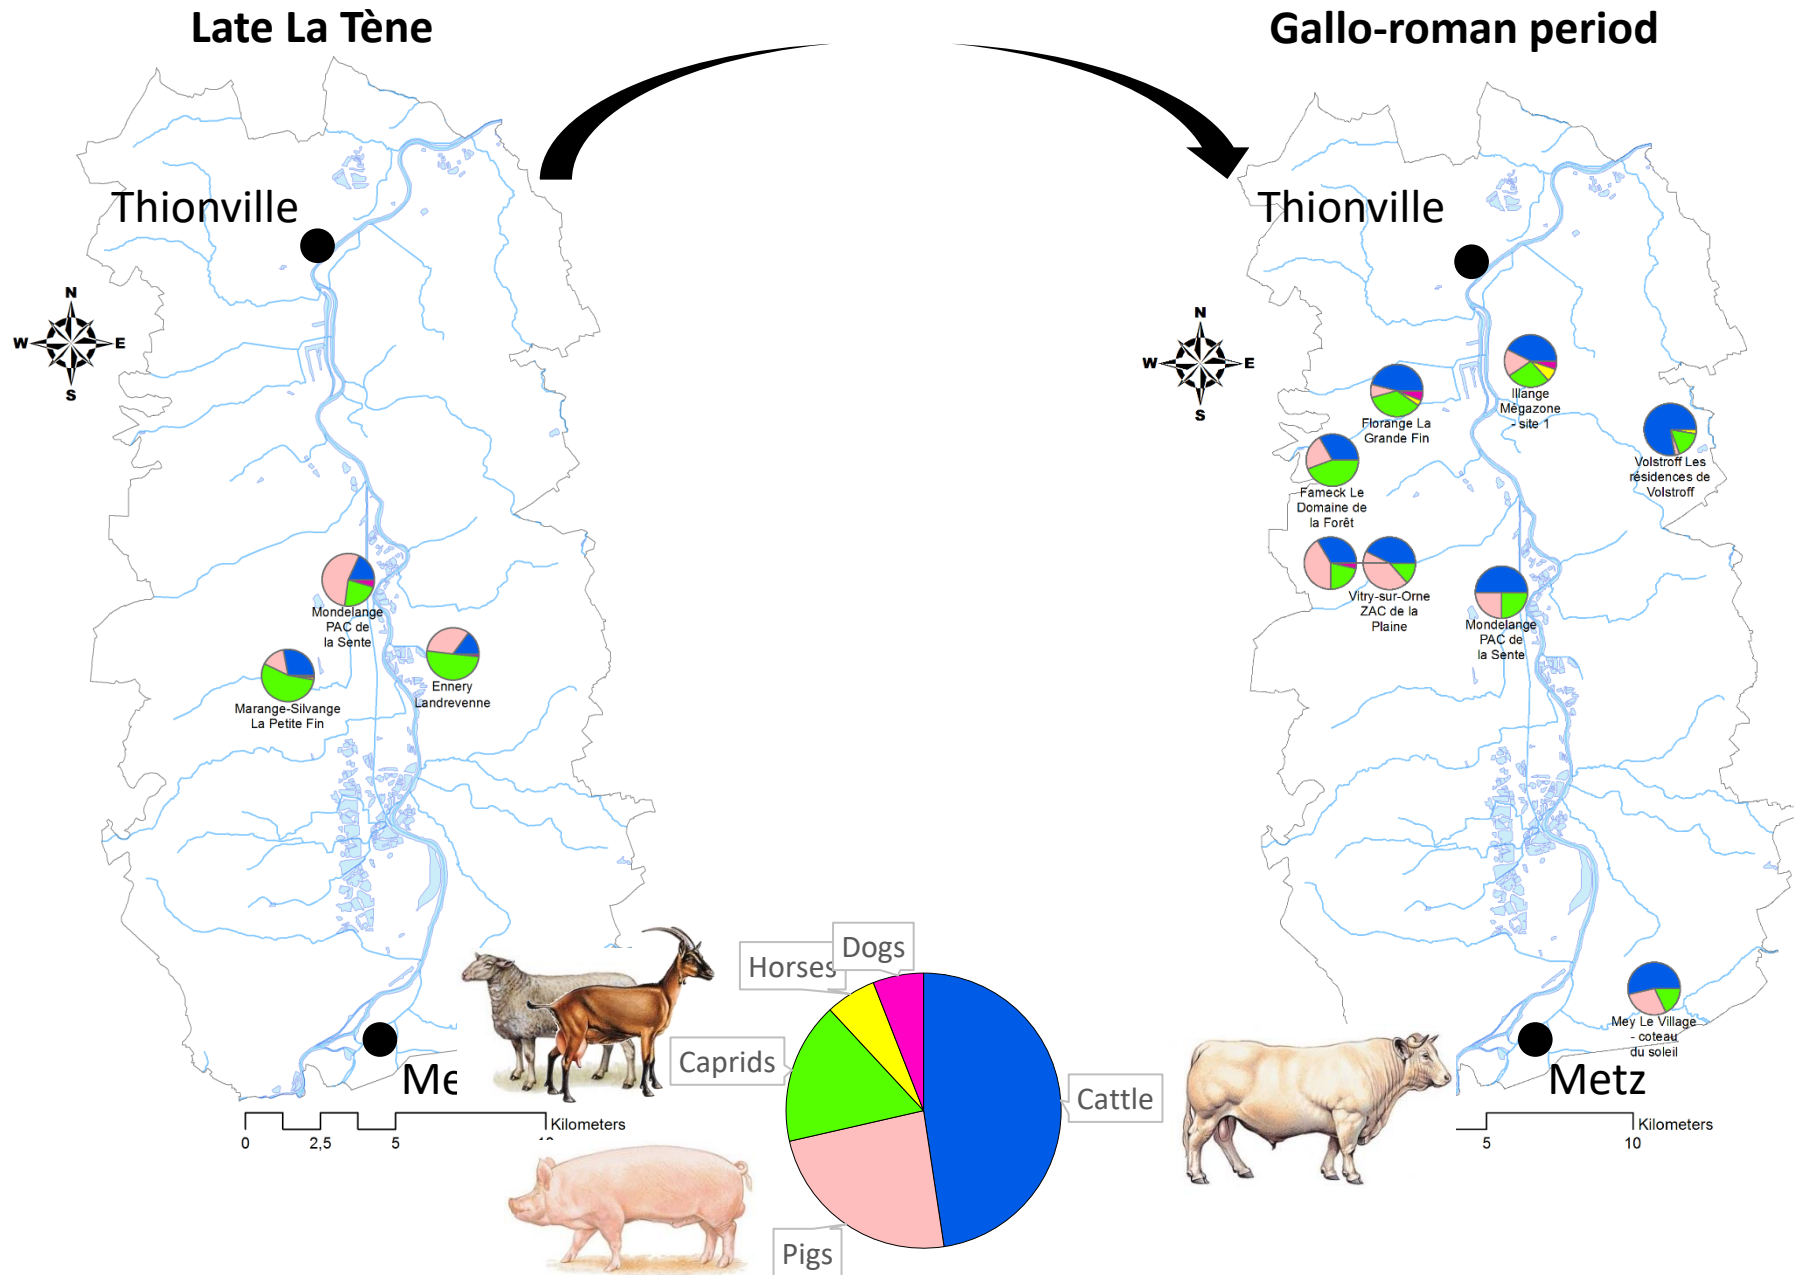 Late La Tène
Gallo-roman period
Thionville
N
W
E
S
Mondelange
PAC de
la Sente
Ennery
Landrevenne
Marange-Silvange
La Petite Fin
Me
0
2,5
5
10
Kilometers
Thionville
N
W
E
S
Illange
Mégazone
- site 1
Florange La
Grande Fin
Volstroff Les
résidences de
Volstroff
Fameck Le
Domaine de
la Forêt
Vitry-sur-Orne
ZAC de la
Plaine
Mondelange
PAC de
la Sente
Mey Le Village
- coteau
du soleil
Metz
5
10
Kilometers
Horses
Dogs
Caprids
Cattle
Pigs